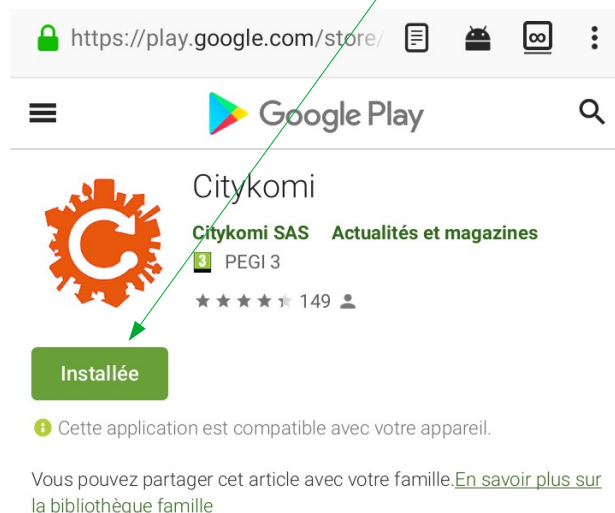 https://play.google.com/store/
Google Play
Citykomi
Citykomi SAS Actualités et magazines
3 PEGI 3
149
Installée
Cette application est compatible avec votre appareil.
Vous pouvez partager cet article avec votre famille.En savoir plus sur
la bibliothèque famille